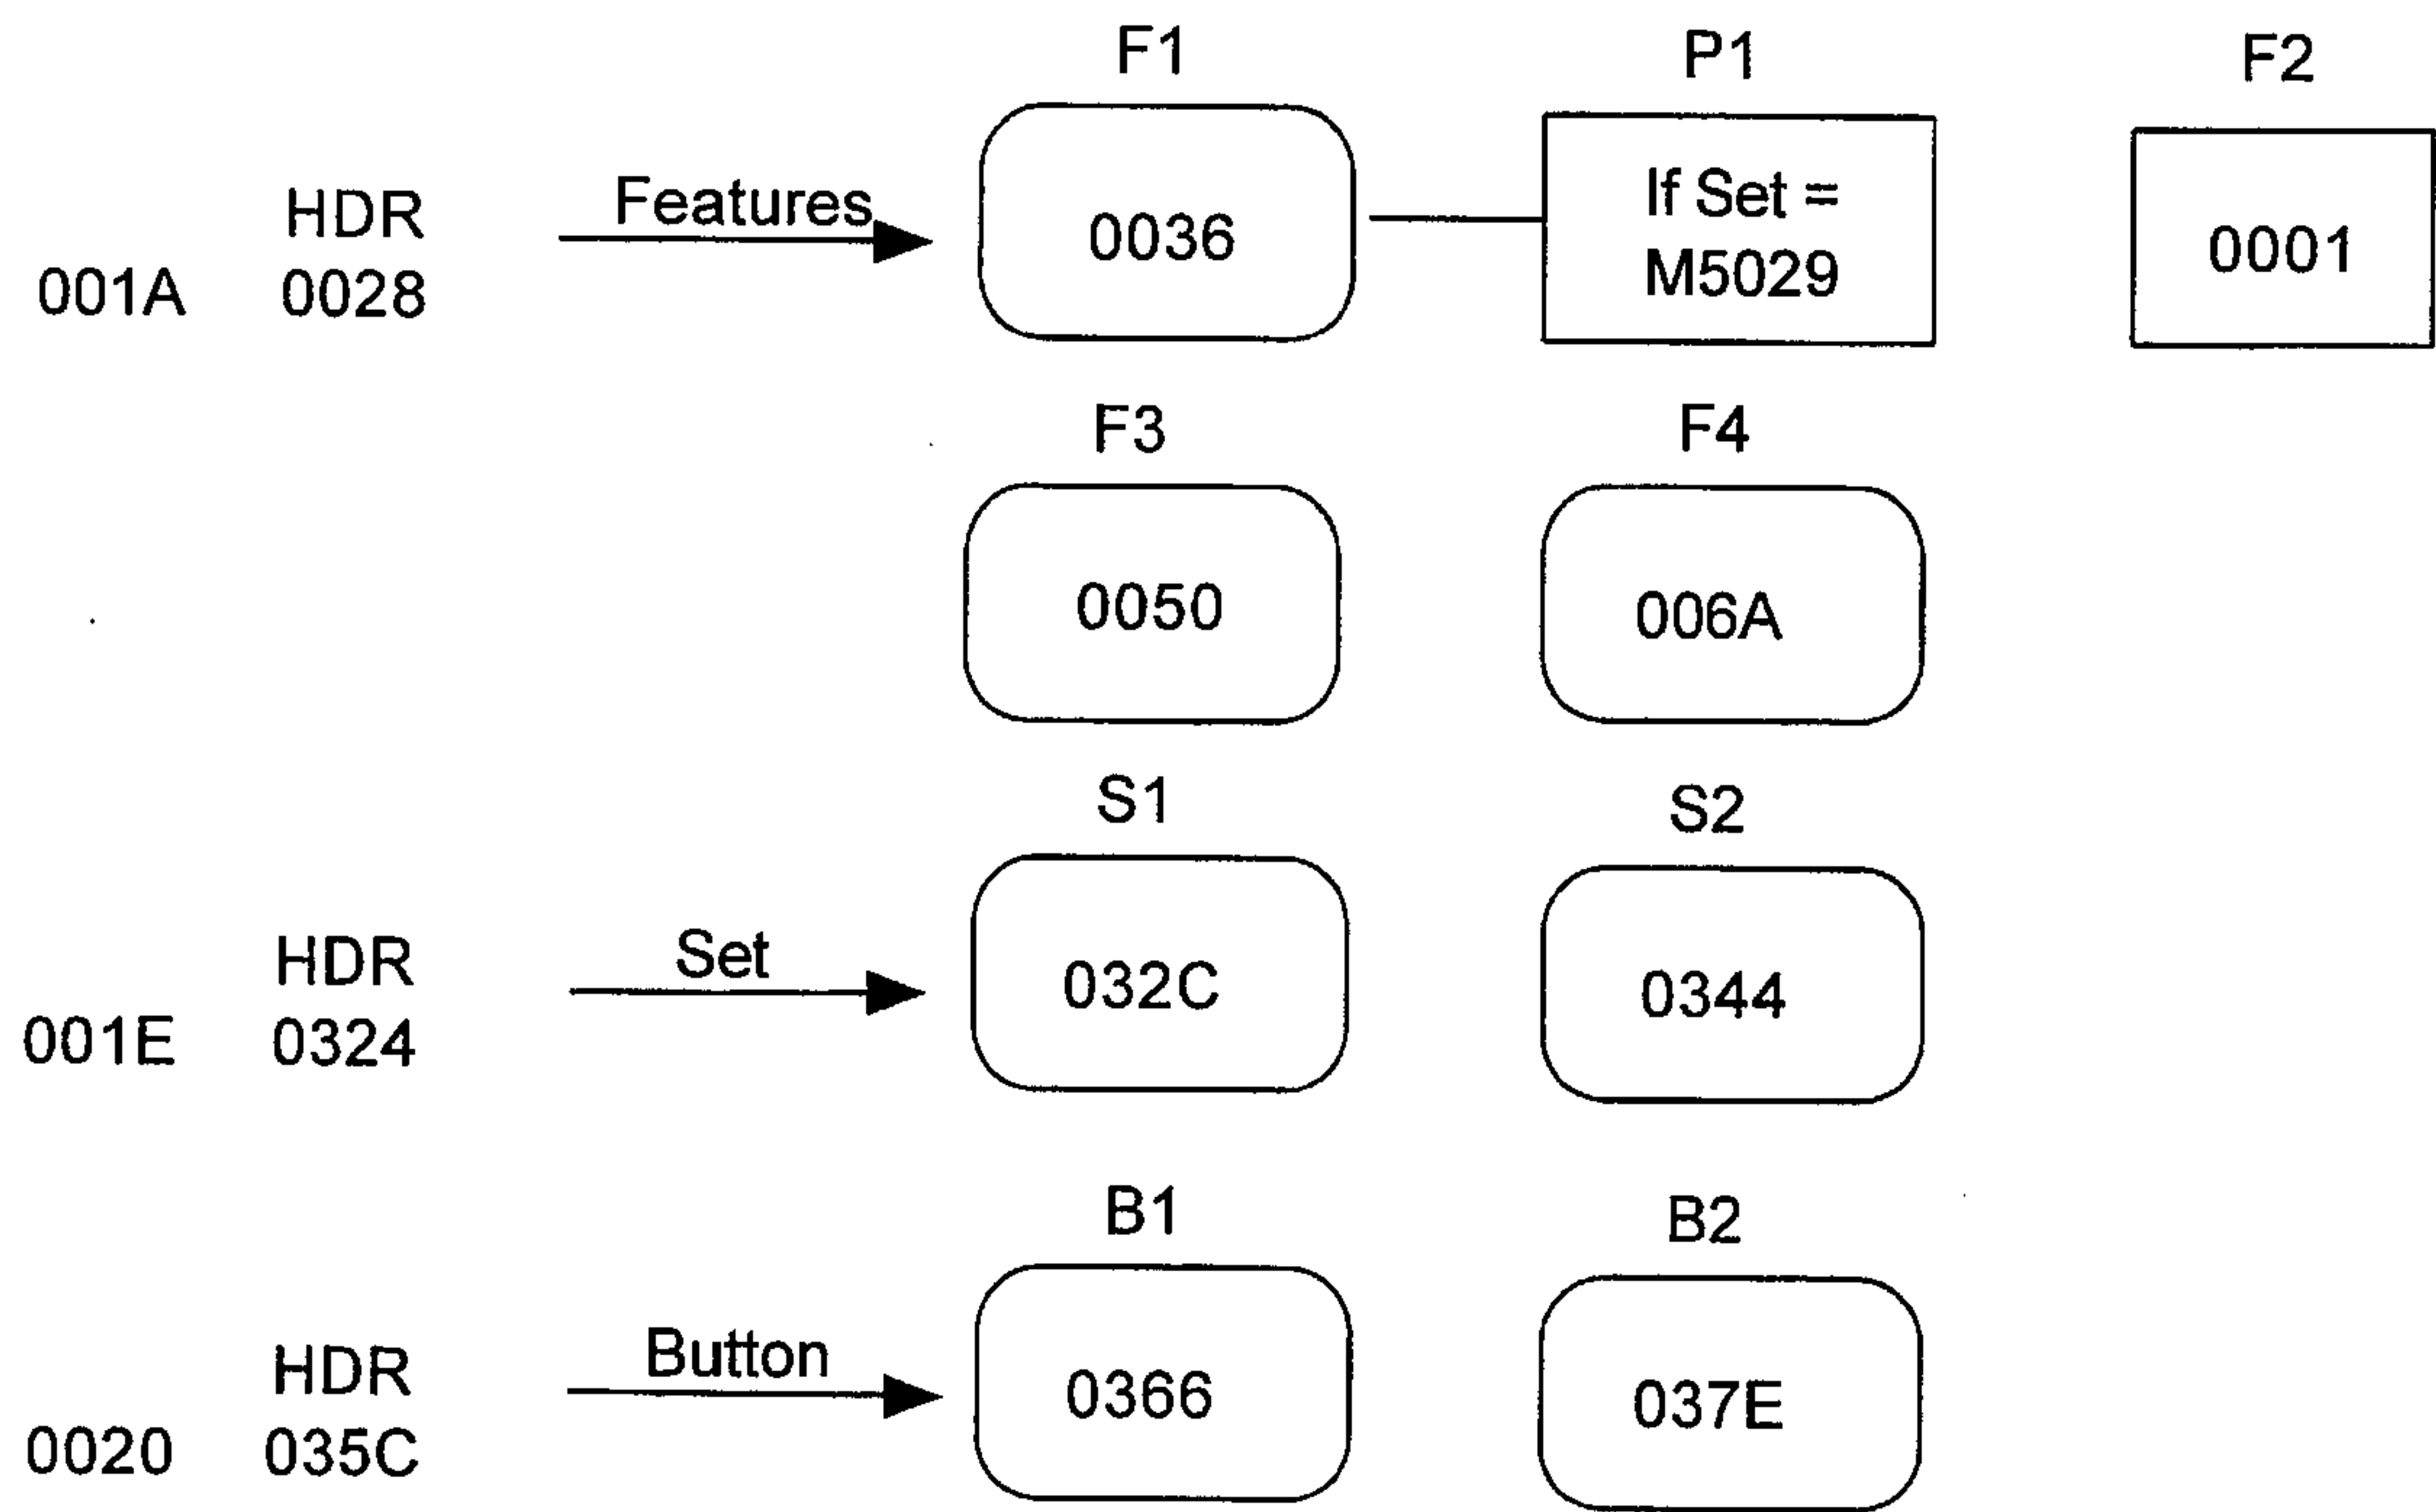 F1 P1 F2
HDR Features 0036 If Set = 0001
001A 0028 M5029
F3 F4
0050 006A
S1 S2
HDR Set 032C 0344
001E 0324
B1 B2
HDR Button 0366 037E
0020 035C